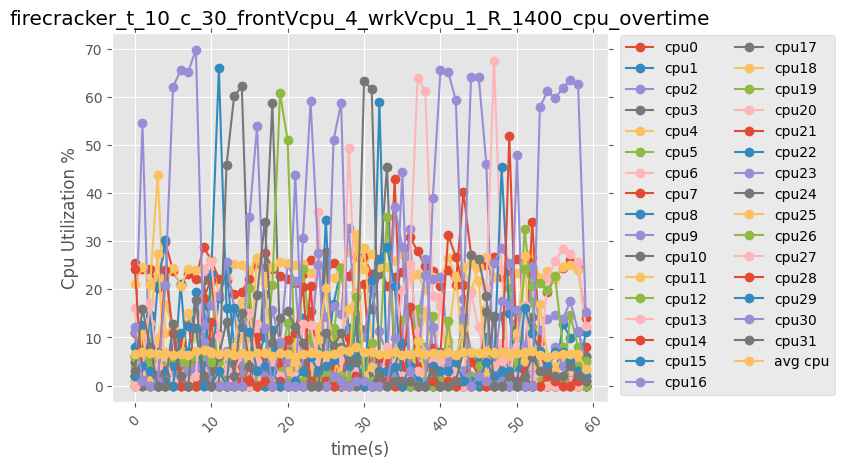 firecracker_t_10_c_30_frontVcpu_4_wrkVcpu_1_R_1400_cpu_overtime
Cpu Utilization %
70
60
50
40
30
20
10
0
0
10
20
30
40
50
60
time(s)
cpu0
cpu1
cpu2
cpu3
cpu4
cpu5
cpu6
cpu7
cpu8
cpu9
cpu10
cpu11
cpu12
cpu13
cpu14
cpu15
cpu16
cpu17
cpu18
cpu19
cpu20
cpu21
cpu22
cpu23
cpu24
cpu25
cpu26
cpu27
cpu28
cpu29
cpu30
cpu31
avg cpu